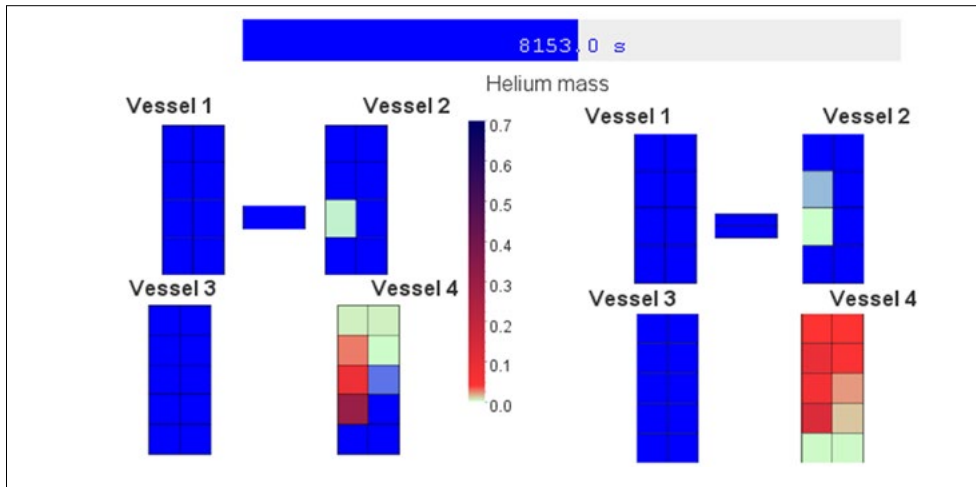 8153.0 s
Helium mass
Vessel 1
Vessel 2
0.7
0.6
0.5
0.4
0.3
0.2
0.1
0.0
Vessel 3
Vessel 4
Vessel 1
Vessel 2
Vessel 3
Vessel 4